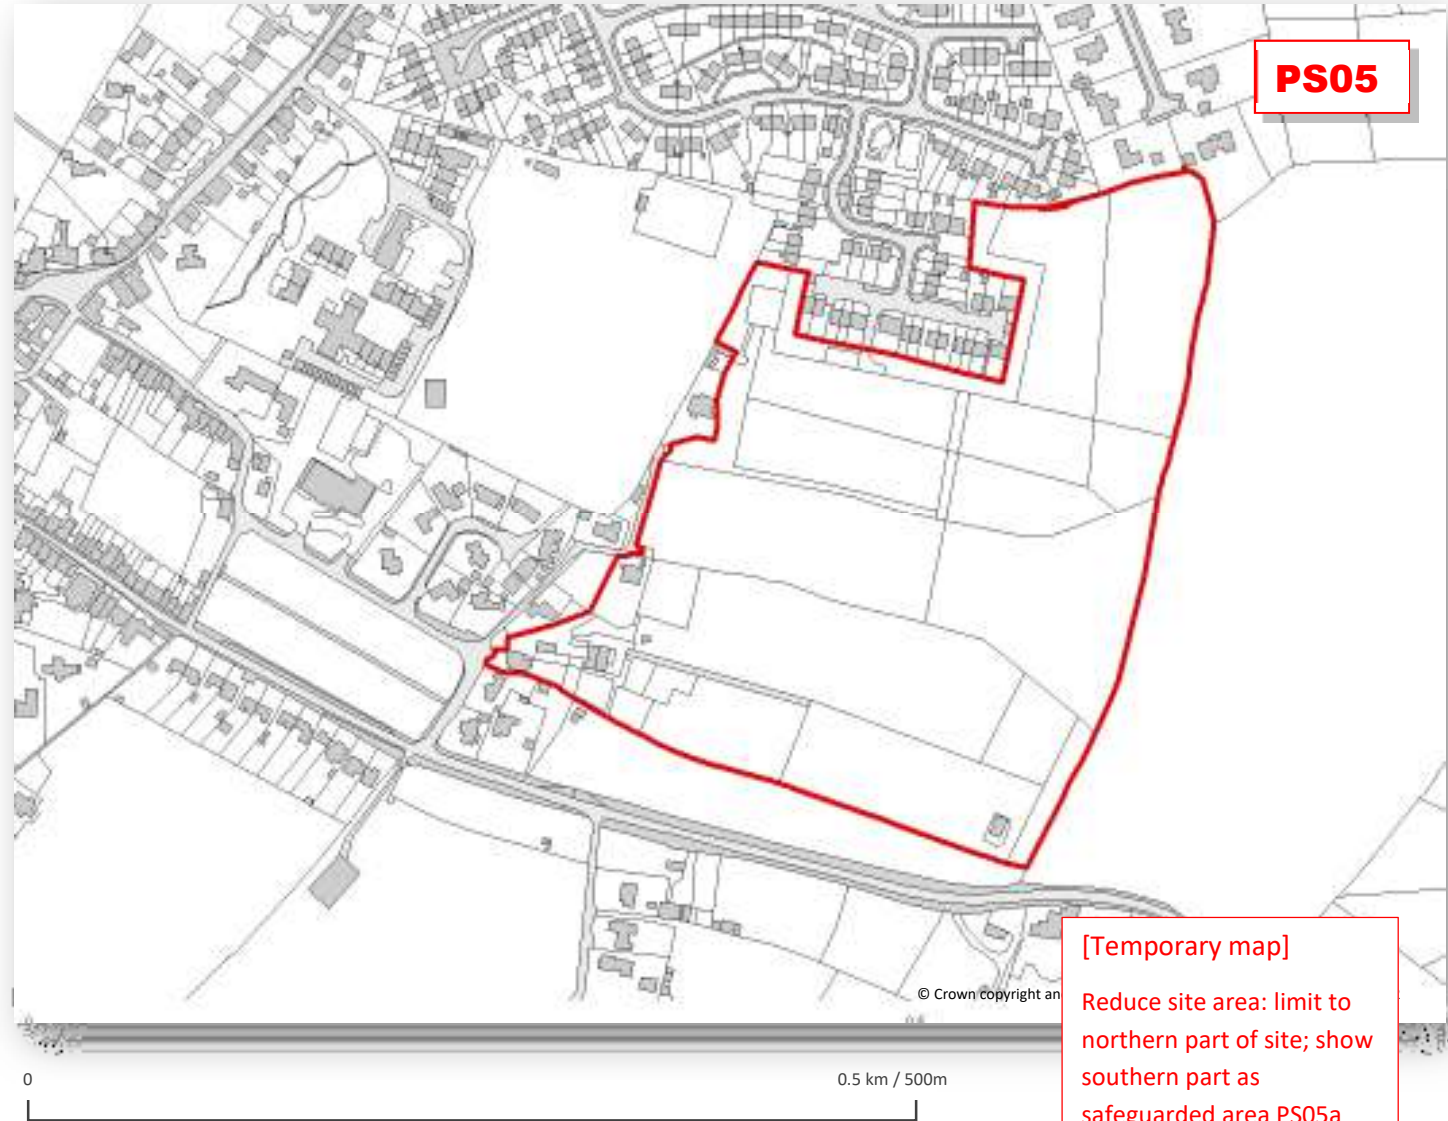 PS05
[Temporary map]
© Crown copyright an
Reduce site area: limit to
northern part of site; show
southern part as
safeguarded area PS05a
0
0.5 km / 500m